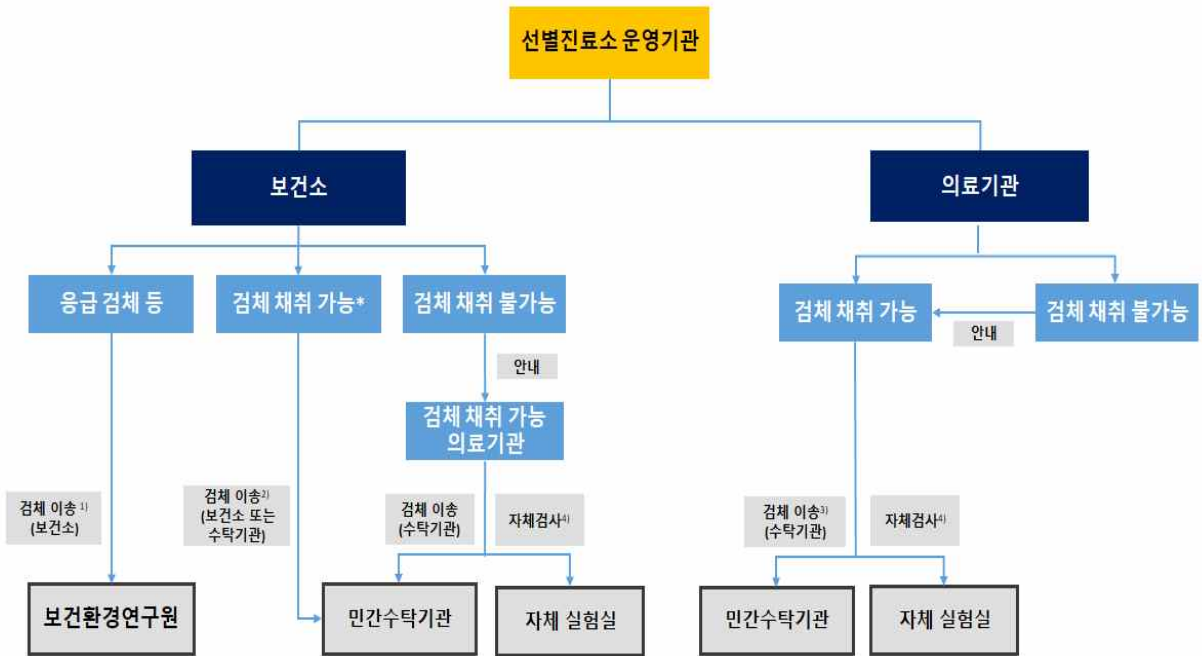 선별진료소 운영기관
보건소
의료기관
응급 검체 등
검체 채취 가능*
검체 채취 불가능
검체 채취 가능
검체 채취 불가능
안내
안내
검체 채취 가능
의료기관
검체 이송 1)
(보건소)
검체 이송2)
(보건소 또는
수탁기관)
검체 이송
(수탁기관)
자체검사4)
검체 이송3)
(수탁기관)
자체검사4)
보건환경연구원
민간수탁기관
자체 실험실
민간수탁기관
자체 실험실